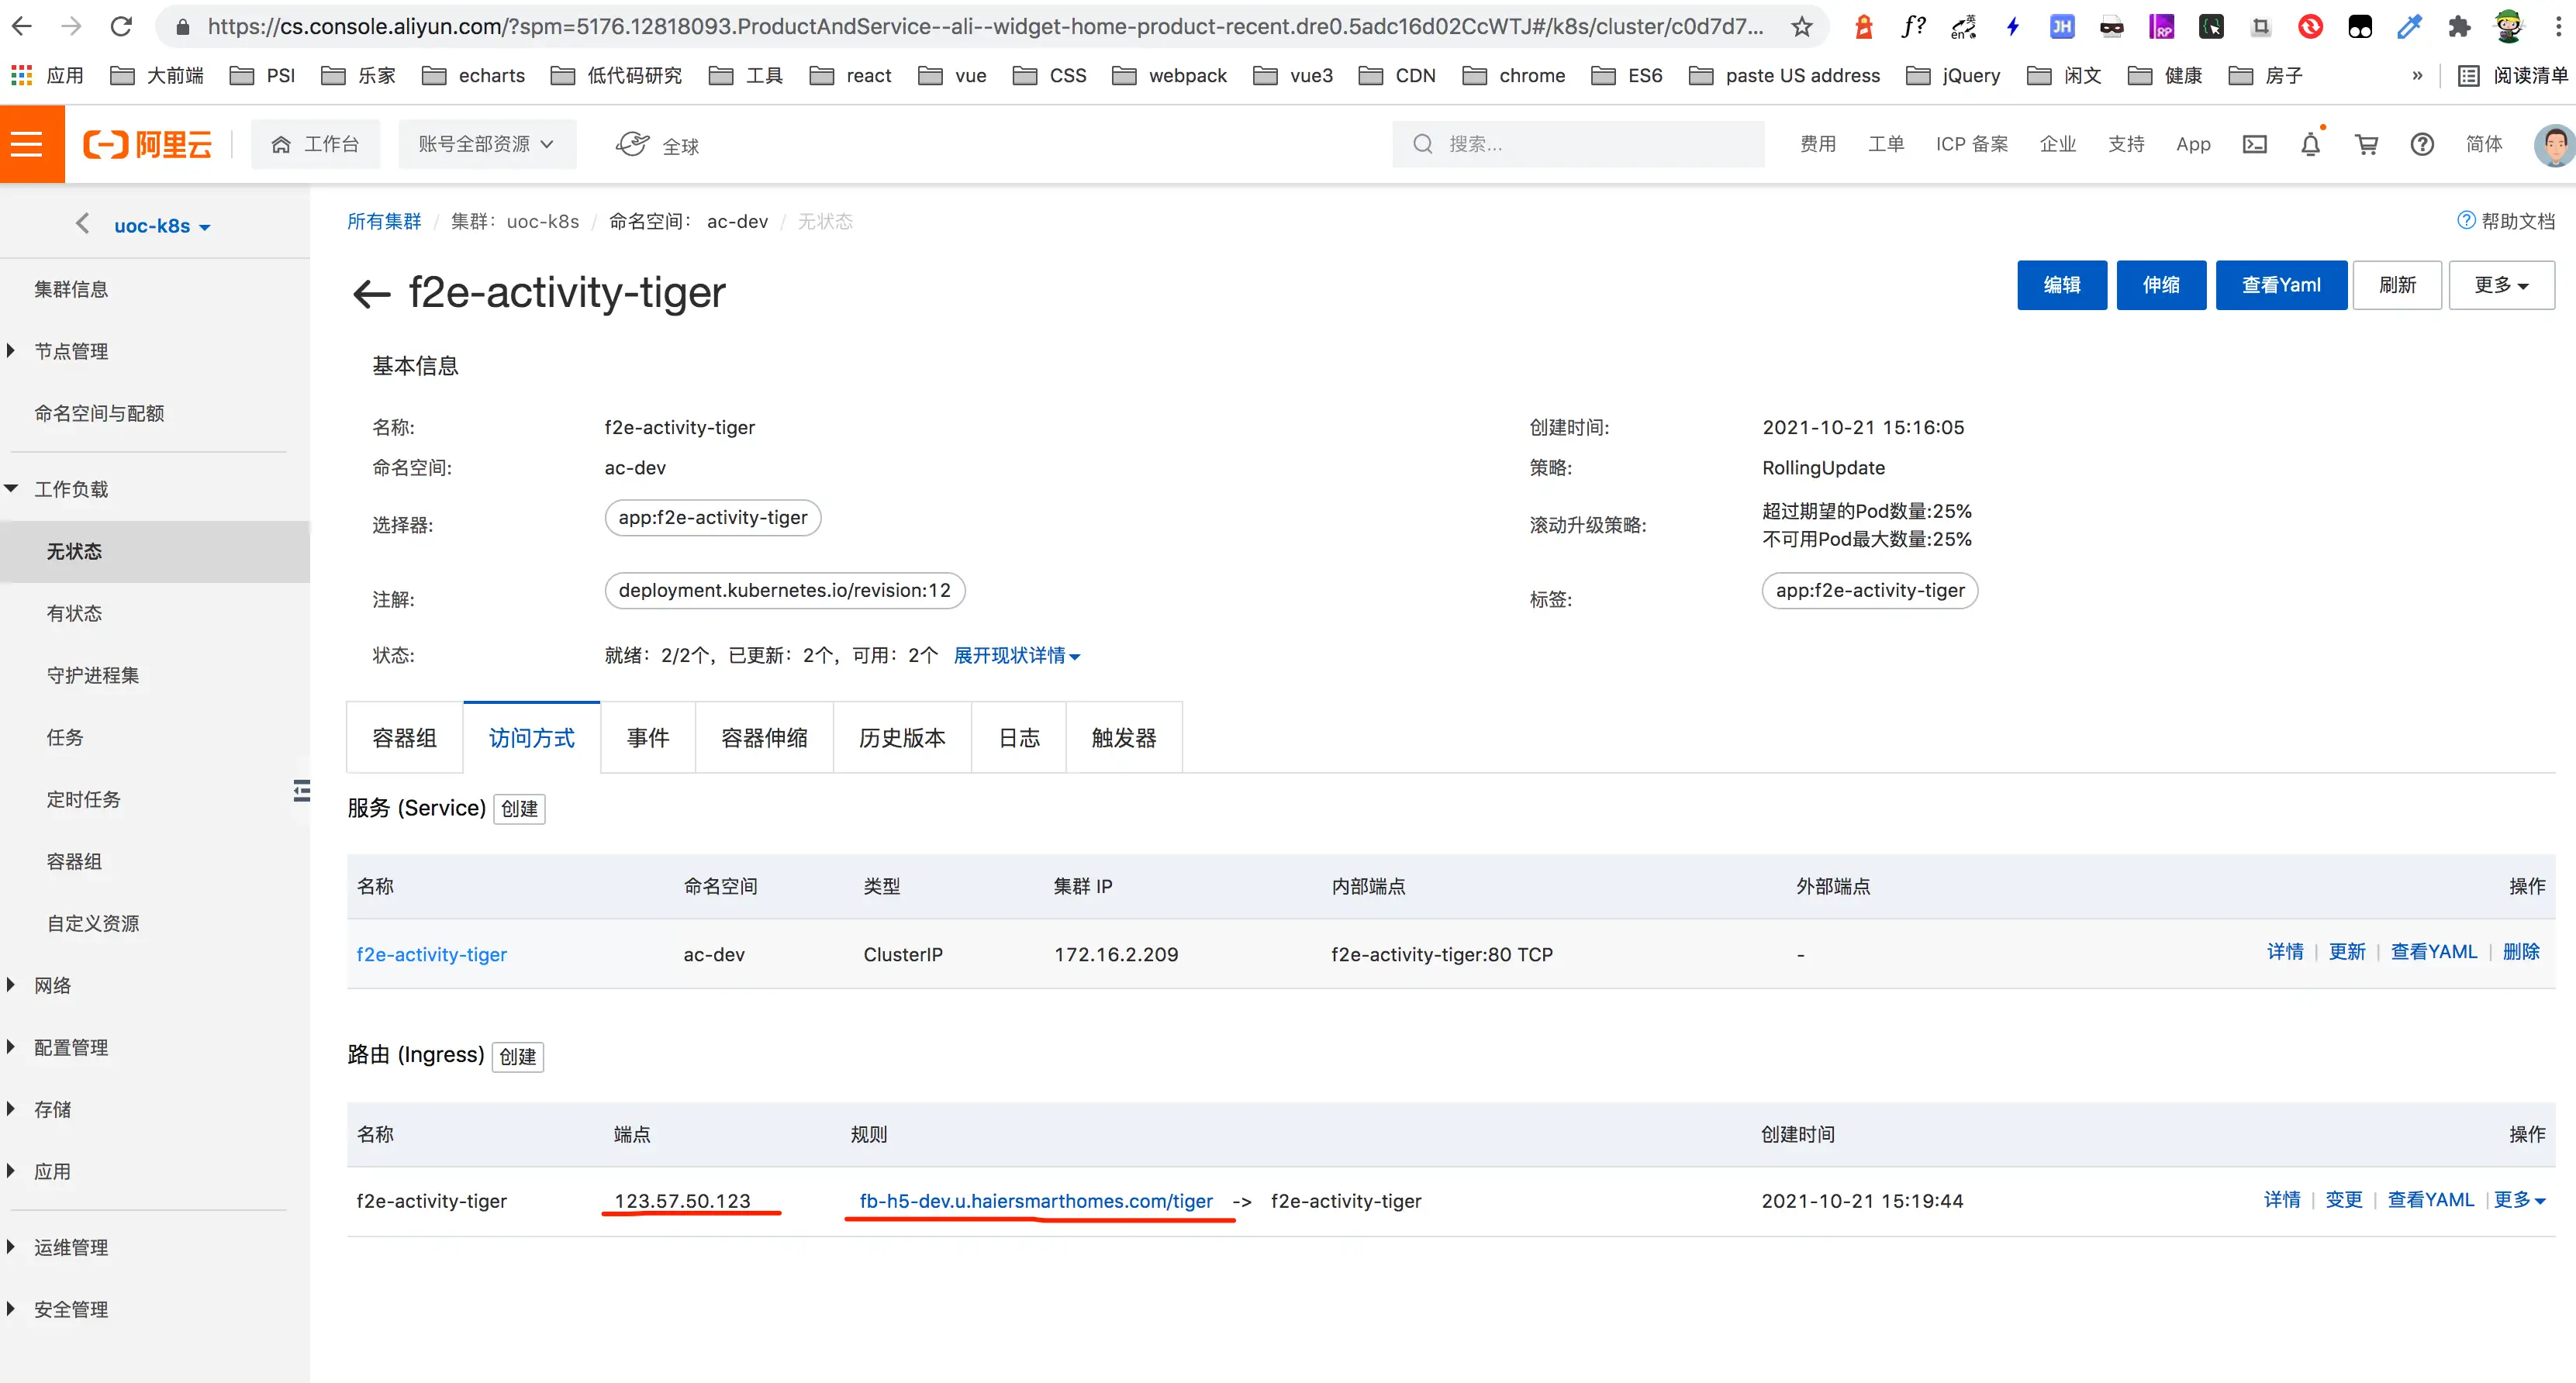 https://cs.console.aliyun.com/?spm=5176.12818093.ProductAndService--ali--widget-home-product-recent.dre0.5adc16d02CcWTJ#/k8s/cluster/c0d7d7...
应用 大前端 PSI 乐家 echarts 低代码研究 工具 react vue CSS webpack vue3 CDN chrome ES6 paste US address jQuery 闲文 健康 房子 » 阅读清单
阿里云 工作台 账号全部资源 全球 搜索... 费用 工单 ICP 备案 企业 支持 App 简体
uoc-k8s
集群信息
节点管理
命名空间与配额
工作负载
无状态
有状态
守护进程集
任务
定时任务
容器组
自定义资源
网络
配置管理
存储
应用
运维管理
安全管理
所有集群 / 集群：uoc-k8s / 命名空间：ac-dev / 无状态
帮助文档
f2e-activity-tiger
编辑 伸缩 查看Yaml 刷新 更多
基本信息
名称: f2e-activity-tiger 创建时间: 2021-10-21 15:16:05
命名空间: ac-dev 策略: RollingUpdate
选择器: app:f2e-activity-tiger 滚动升级策略: 超过期望的Pod数量:25%
不可用Pod最大数量:25%
注解: deployment.kubernetes.io/revision:12 标签: app:f2e-activity-tiger
状态: 就绪：2/2个，已更新：2个，可用：2个 展开现状详情
容器组 访问方式 事件 容器伸缩 历史版本 日志 触发器
服务 (Service) 创建
名称 命名空间 类型 集群 IP 内部端点 外部端点 操作
f2e-activity-tiger ac-dev ClusterIP 172.16.2.209 f2e-activity-tiger:80 TCP - 详情 | 更新 | 查看YAML | 删除
路由 (Ingress) 创建
名称 端点 规则 创建时间 操作
f2e-activity-tiger 123.57.50.123 fb-h5-dev.u.haiersmarthomes.com/tiger -> f2e-activity-tiger 2021-10-21 15:19:44 详情 | 变更 | 查看YAML | 更多